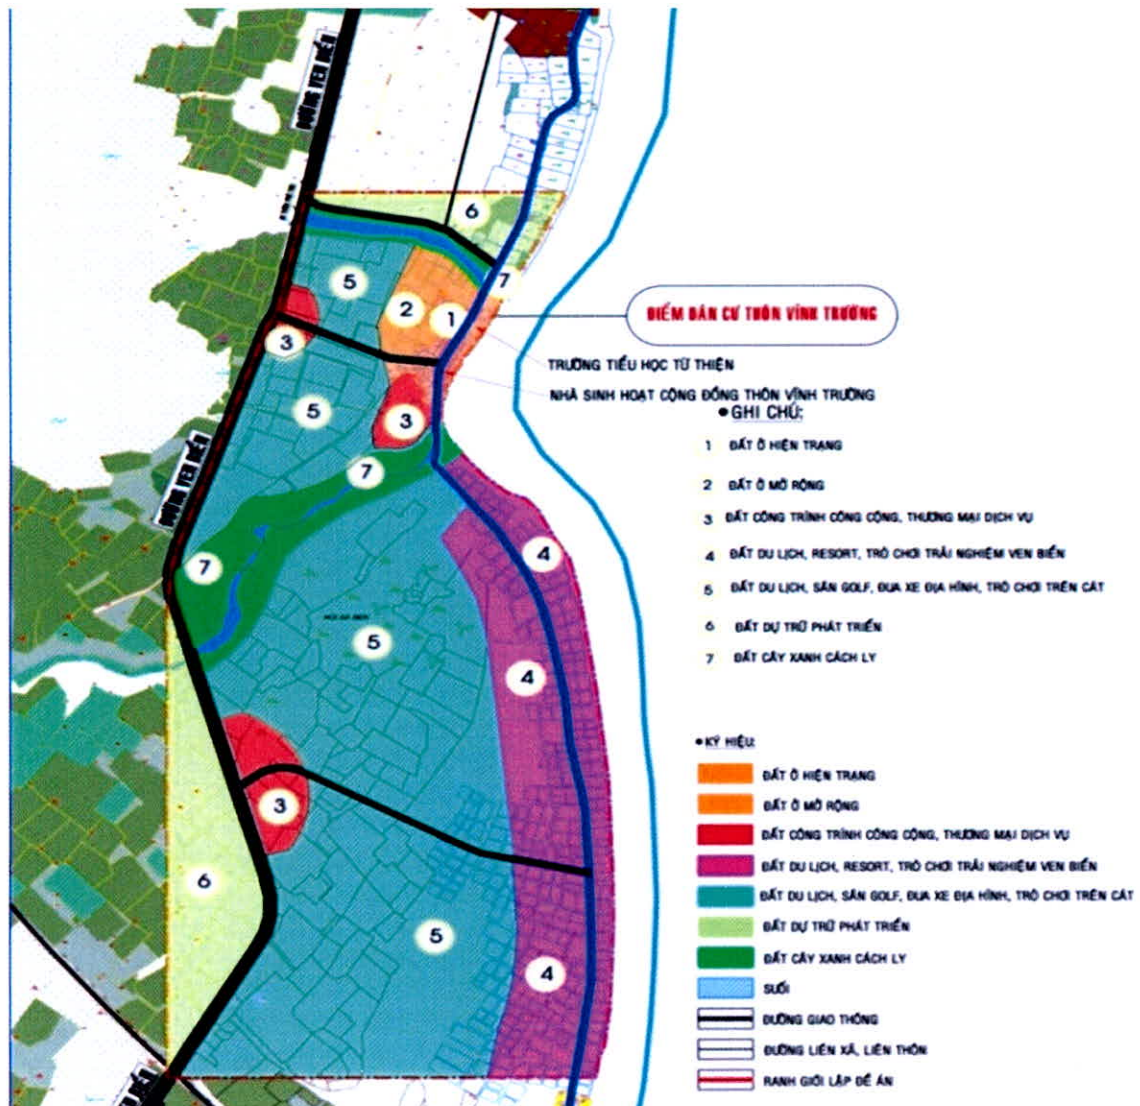 ĐƯỜNG VEN BIỂN
6
7
5
2
1
ĐIỂM DÂN CƯ THÔN VĨNH TRƯỜNG
3
TRƯỜNG TIỂU HỌC TỪ THIỆN
NHÀ SINH HOẠT CỘNG ĐỒNG THÔN VĨNH TRƯỜNG
5
3
GHI CHÚ:
1 ĐẤT Ở HIỆN TRẠNG
ĐƯỜNG VEN BIỂN
7
2 ĐẤT Ở MỞ RỘNG
3 ĐẤT CÔNG TRÌNH CÔNG CỘNG, THƯƠNG MẠI DỊCH VỤ
4
4 ĐẤT DU LỊCH, RESORT, TRÒ CHƠI TRẢI NGHIỆM VEN BIỂN
7
5 ĐẤT DU LỊCH, SÂN GOLF, ĐUA XE ĐỊA HÌNH, TRÒ CHƠI TRÊN CÁT
6 ĐẤT DỰ TRỮ PHÁT TRIỂN
5
7 ĐẤT CÂY XANH CÁCH LY
4
KÝ HIỆU:
ĐẤT Ở HIỆN TRẠNG
3
ĐẤT Ở MỞ RỘNG
ĐẤT CÔNG TRÌNH CÔNG CỘNG, THƯƠNG MẠI DỊCH VỤ
ĐẤT DU LỊCH, RESORT, TRÒ CHƠI TRẢI NGHIỆM VEN BIỂN
6
ĐẤT DU LỊCH, SÂN GOLF, ĐUA XE ĐỊA HÌNH, TRÒ CHƠI TRÊN CÁT
ĐẤT DỰ TRỮ PHÁT TRIỂN
5
ĐẤT CÂY XANH CÁCH LY
4
SUỐI
ĐƯỜNG GIAO THÔNG
ĐƯỜNG LIÊN XÃ, LIÊN THÔN
RANH GIỚI LẬP ĐỀ ÁN